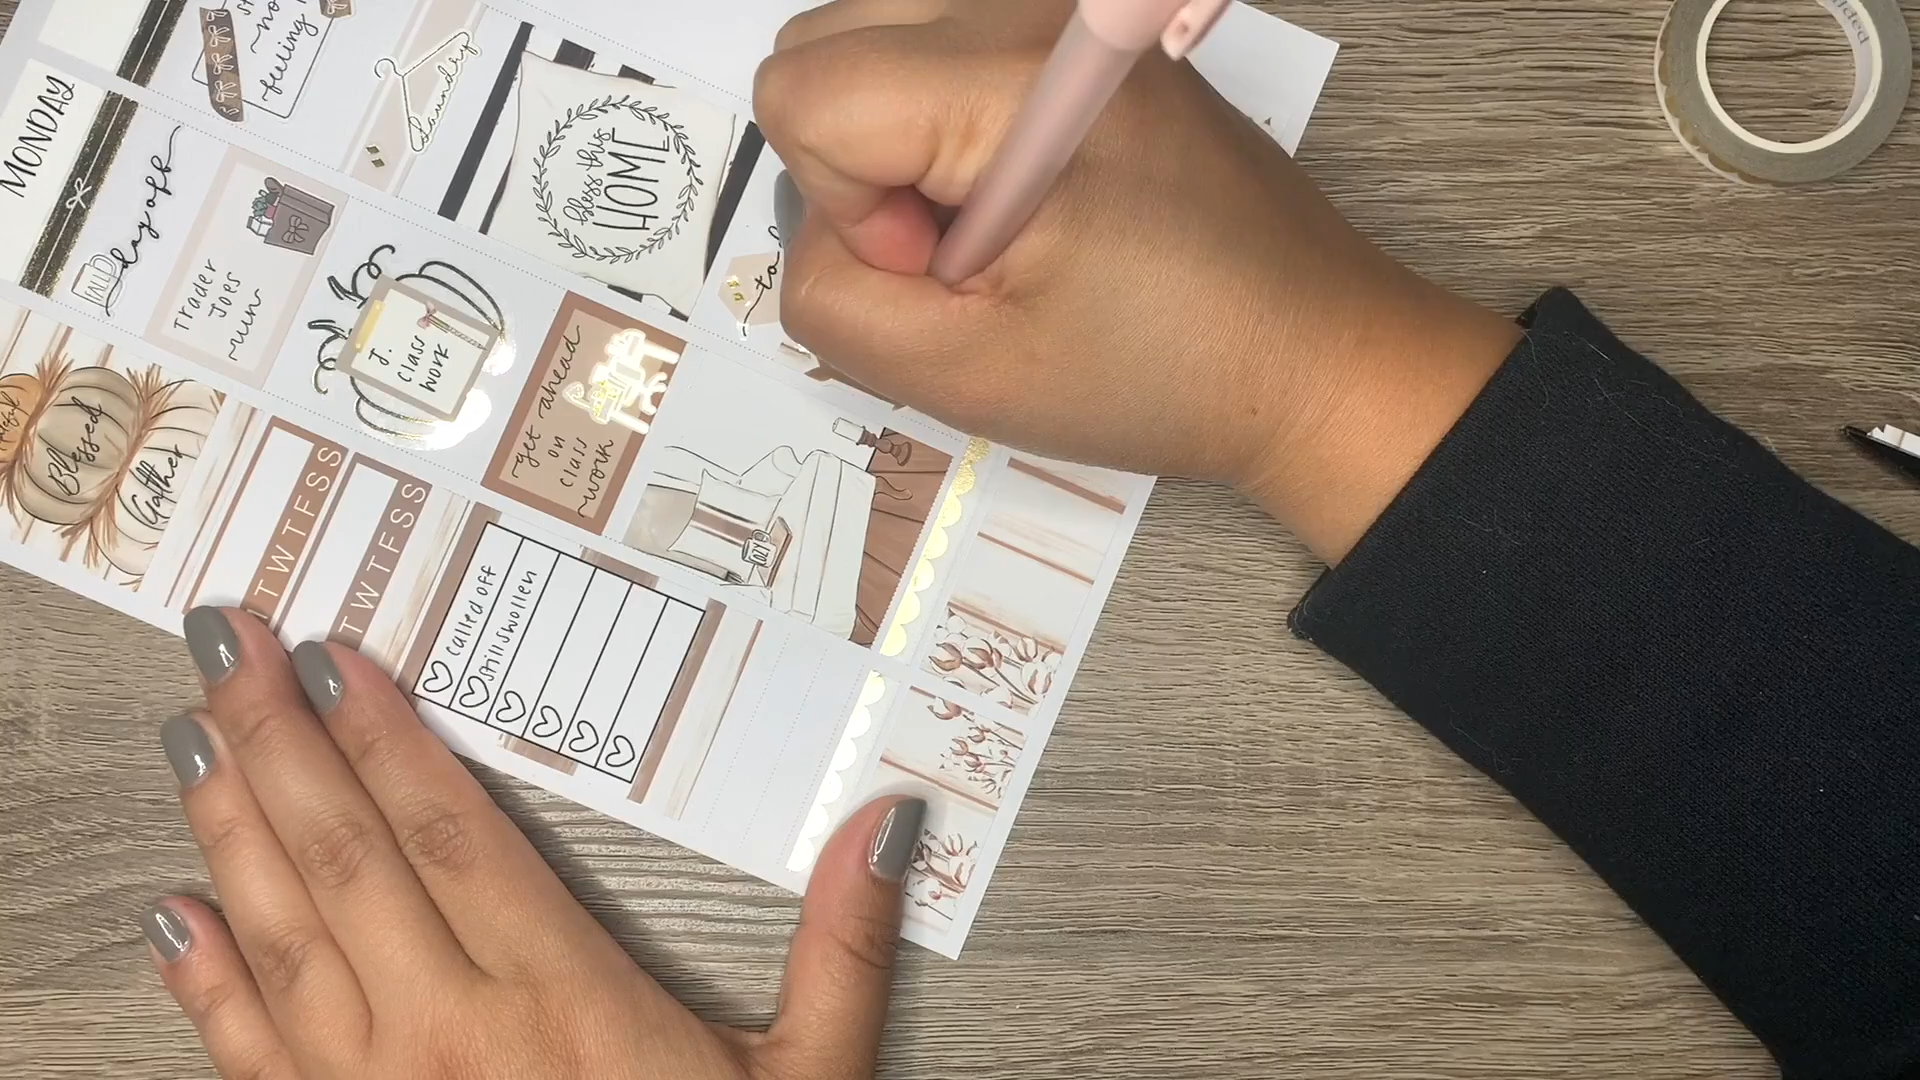 MONDAY
day off
Trader
Joes
run
laundry
bless this
HOME
J.
class
work
get ahead
on
class
work
Blessed
Gather
TWTFSS
TWTFSS
called off
still swollen